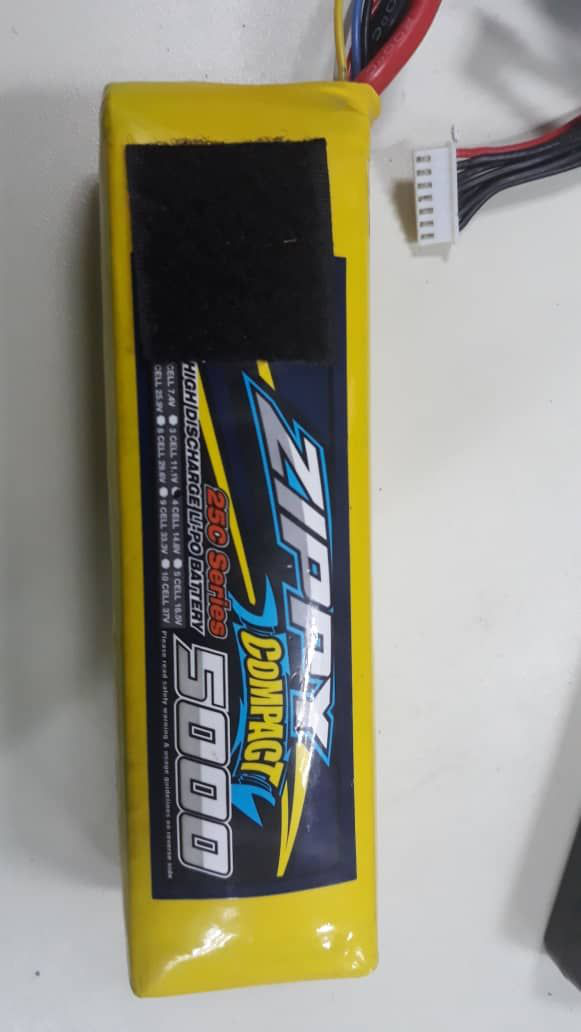 ZIPPY
COMPACT
25C Series
HIGH DISCHARGE LI-PO BATTERY
5000
CELL 7.4V 3 CELL 11.1V 4 CELL 14.8V 5 CELL 18.5V
CELL 25.9V 8 CELL 29.6V 9 CELL 33.3V 10 CELL 37V
Please read safety warning & usage guidelines on reverse side